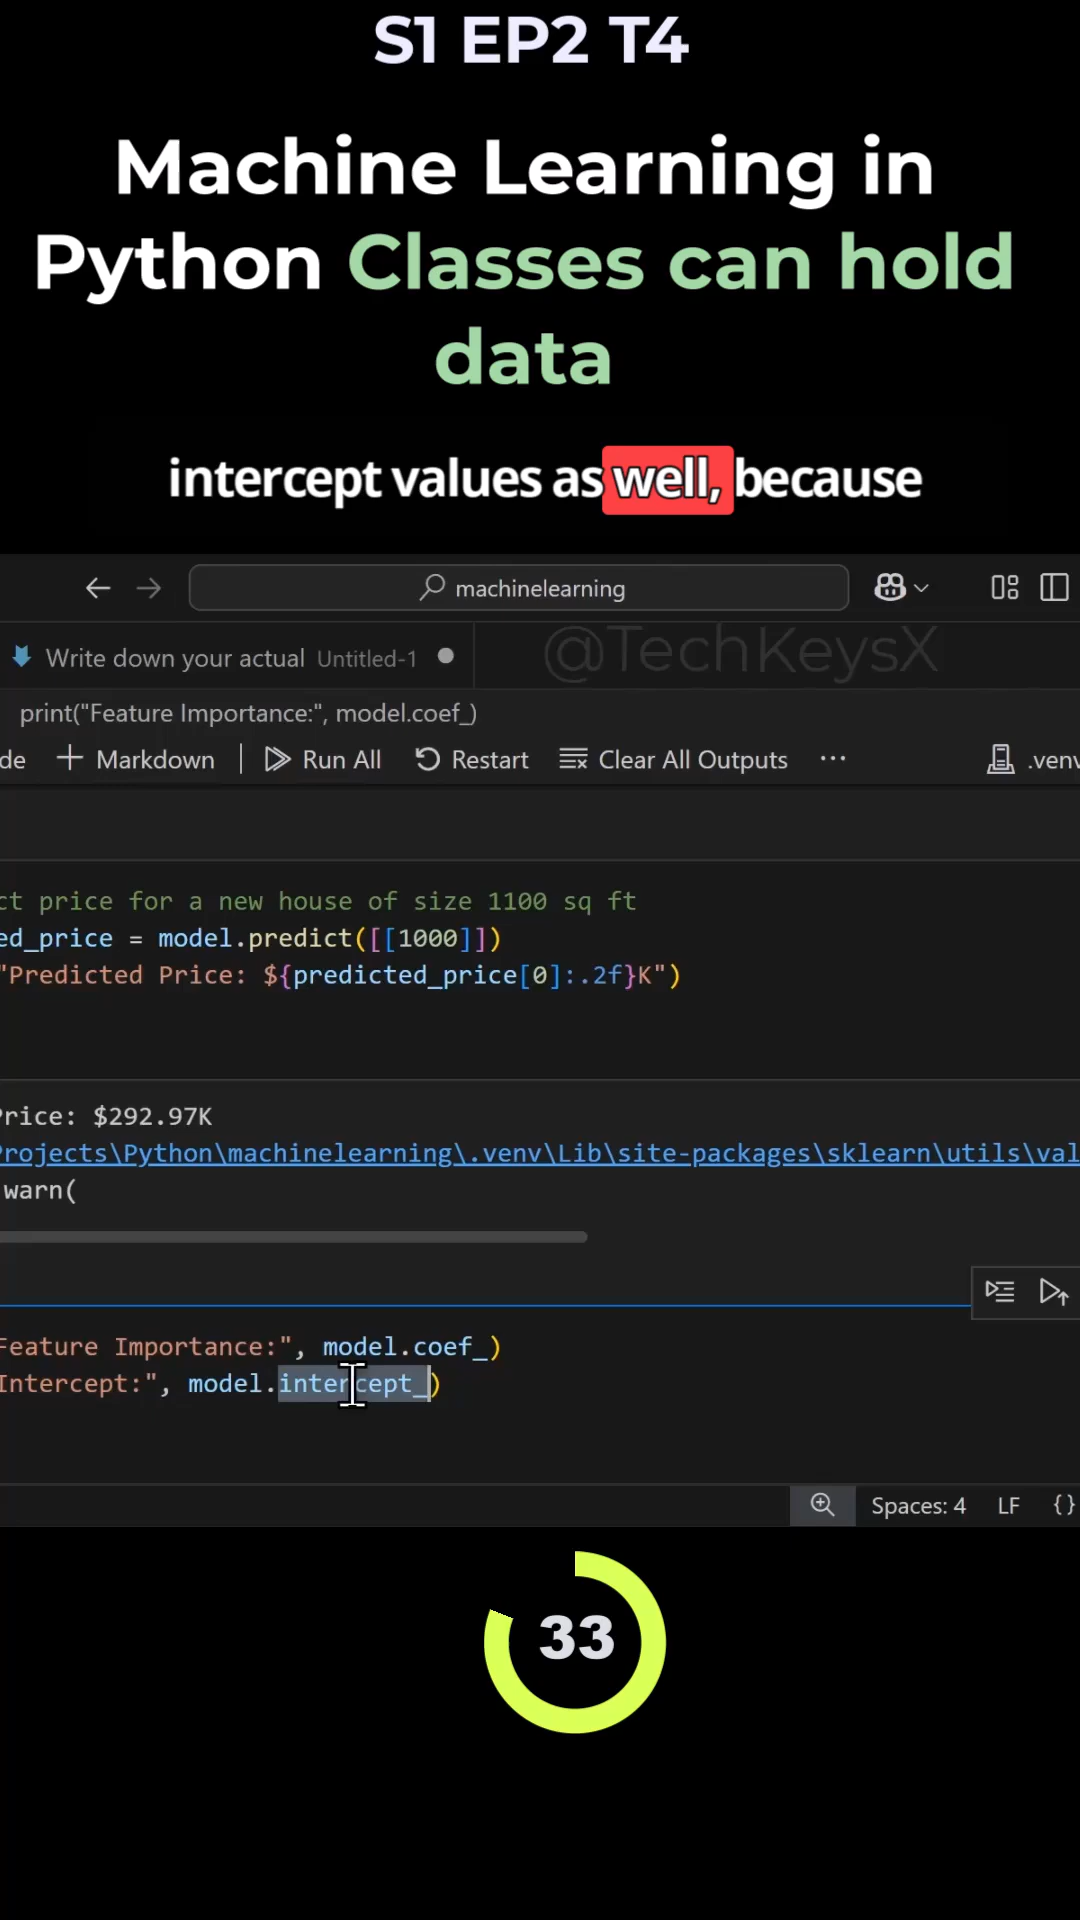 S1 EP2 T4
Machine Learning in
Python Classes can hold
data
intercept values as well, because
machinelearning
Write down your actual Untitled-1
@TechKeysX
print("Feature Importance:", model.coef_)
de + Markdown | Run All Restart Clear All Outputs ... .venv
ct price for a new house of size 1100 sq ft
ed_price = model.predict([[1000]])
"Predicted Price: ${predicted_price[0]:.2f}K")
Price: $292.97K
Projects\Python\machinelearning\.venv\Lib\site-packages\sklearn\utils\val
warn(
Feature Importance:", model.coef_)
Intercept:", model.intercept_)
Spaces: 4 LF {}
33